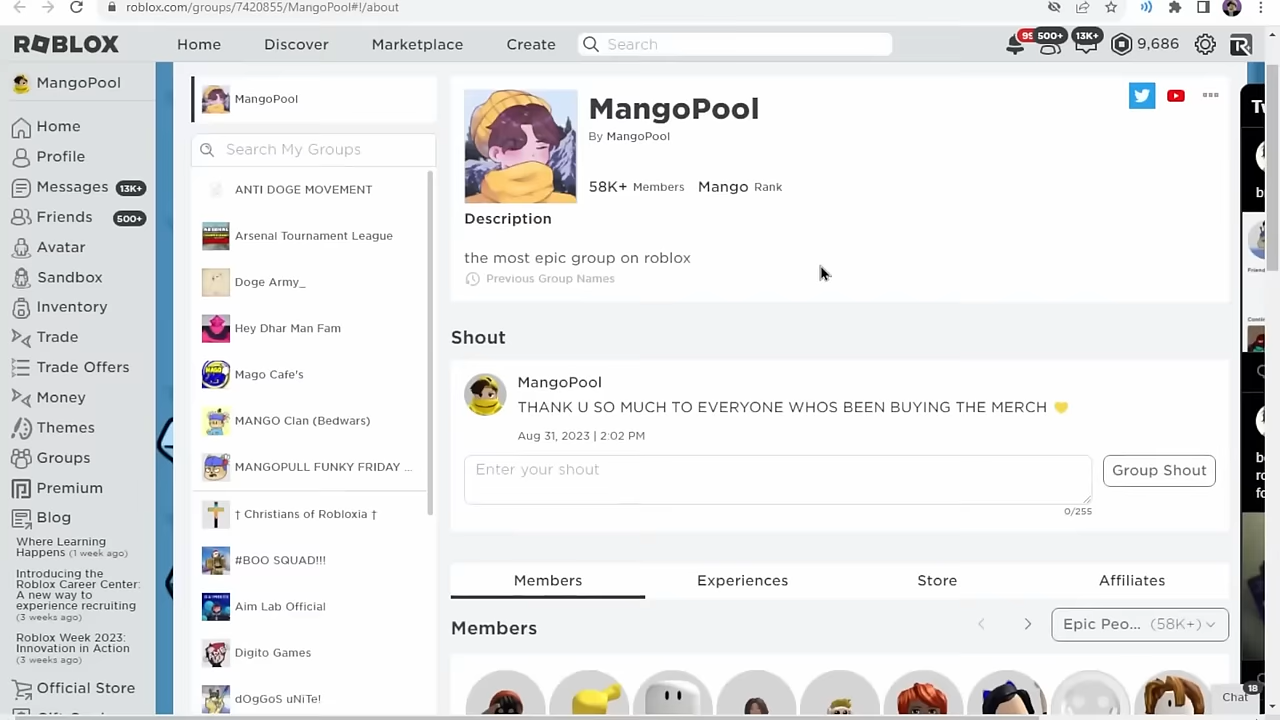 roblox.com/groups/7420855/MangoPool#!/about
ROBLOX
Home
Discover
Marketplace
Create
Search
500+
13K+
9,686
MangoPool
Home
Profile
Messages 13K+
Friends 500+
Avatar
Sandbox
Inventory
Trade
Trade Offers
Money
Themes
Groups
Premium
Blog
Where Learning
Happens (1 week ago)
Introducing the
Roblox Career Center:
A new way to
experience recruiting
(3 weeks ago)
Roblox Week 2023:
Innovation in Action
(3 weeks ago)
Official Store
MangoPool
Search My Groups
ANTI DOGE MOVEMENT
Arsenal Tournament League
Doge Army_
Hey Dhar Man Fam
Mago Cafe's
MANGO Clan (Bedwars)
MANGOPULL FUNKY FRIDAY ...
† Christians of Robloxia †
#BOO SQUAD!!!
Aim Lab Official
Digito Games
dOgGoS uNiTe!
MangoPool
By MangoPool
58K+ Members Mango Rank
Description
the most epic group on roblox
Previous Group Names
Shout
MangoPool
THANK U SO MUCH TO EVERYONE WHOS BEEN BUYING THE MERCH 💛
Aug 31, 2023 | 2:02 PM
Enter your shout
Group Shout
0/255
Members
Experiences
Store
Affiliates
Members
Epic Peo... (58K+)
Chat
18